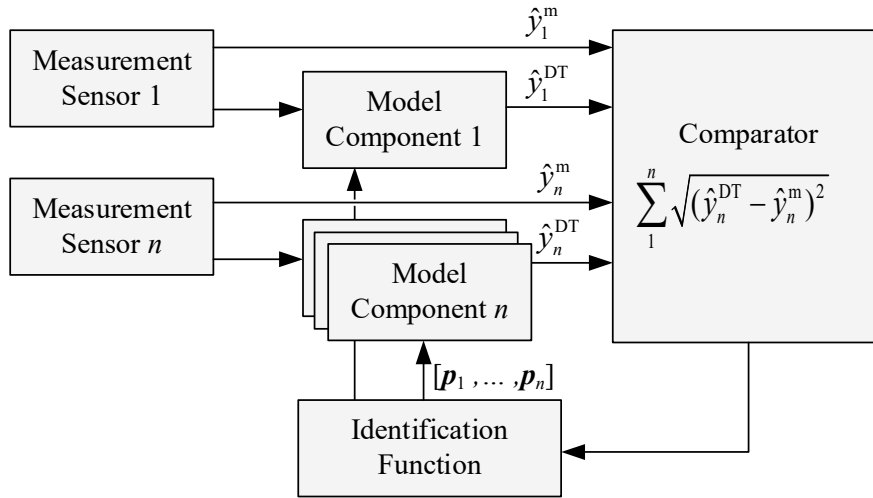 Measurement
Sensor 1
ŷ₁ᵐ
Model
Component 1
ŷ₁ᴰᵀ
Measurement
Sensor n
ŷₙᵐ
Model
Component n
ŷₙᴰᵀ
Comparator
∑₁ⁿ √(ŷₙᴰᵀ − ŷₙᵐ)²
[p₁ , ... ,pₙ]
Identification
Function